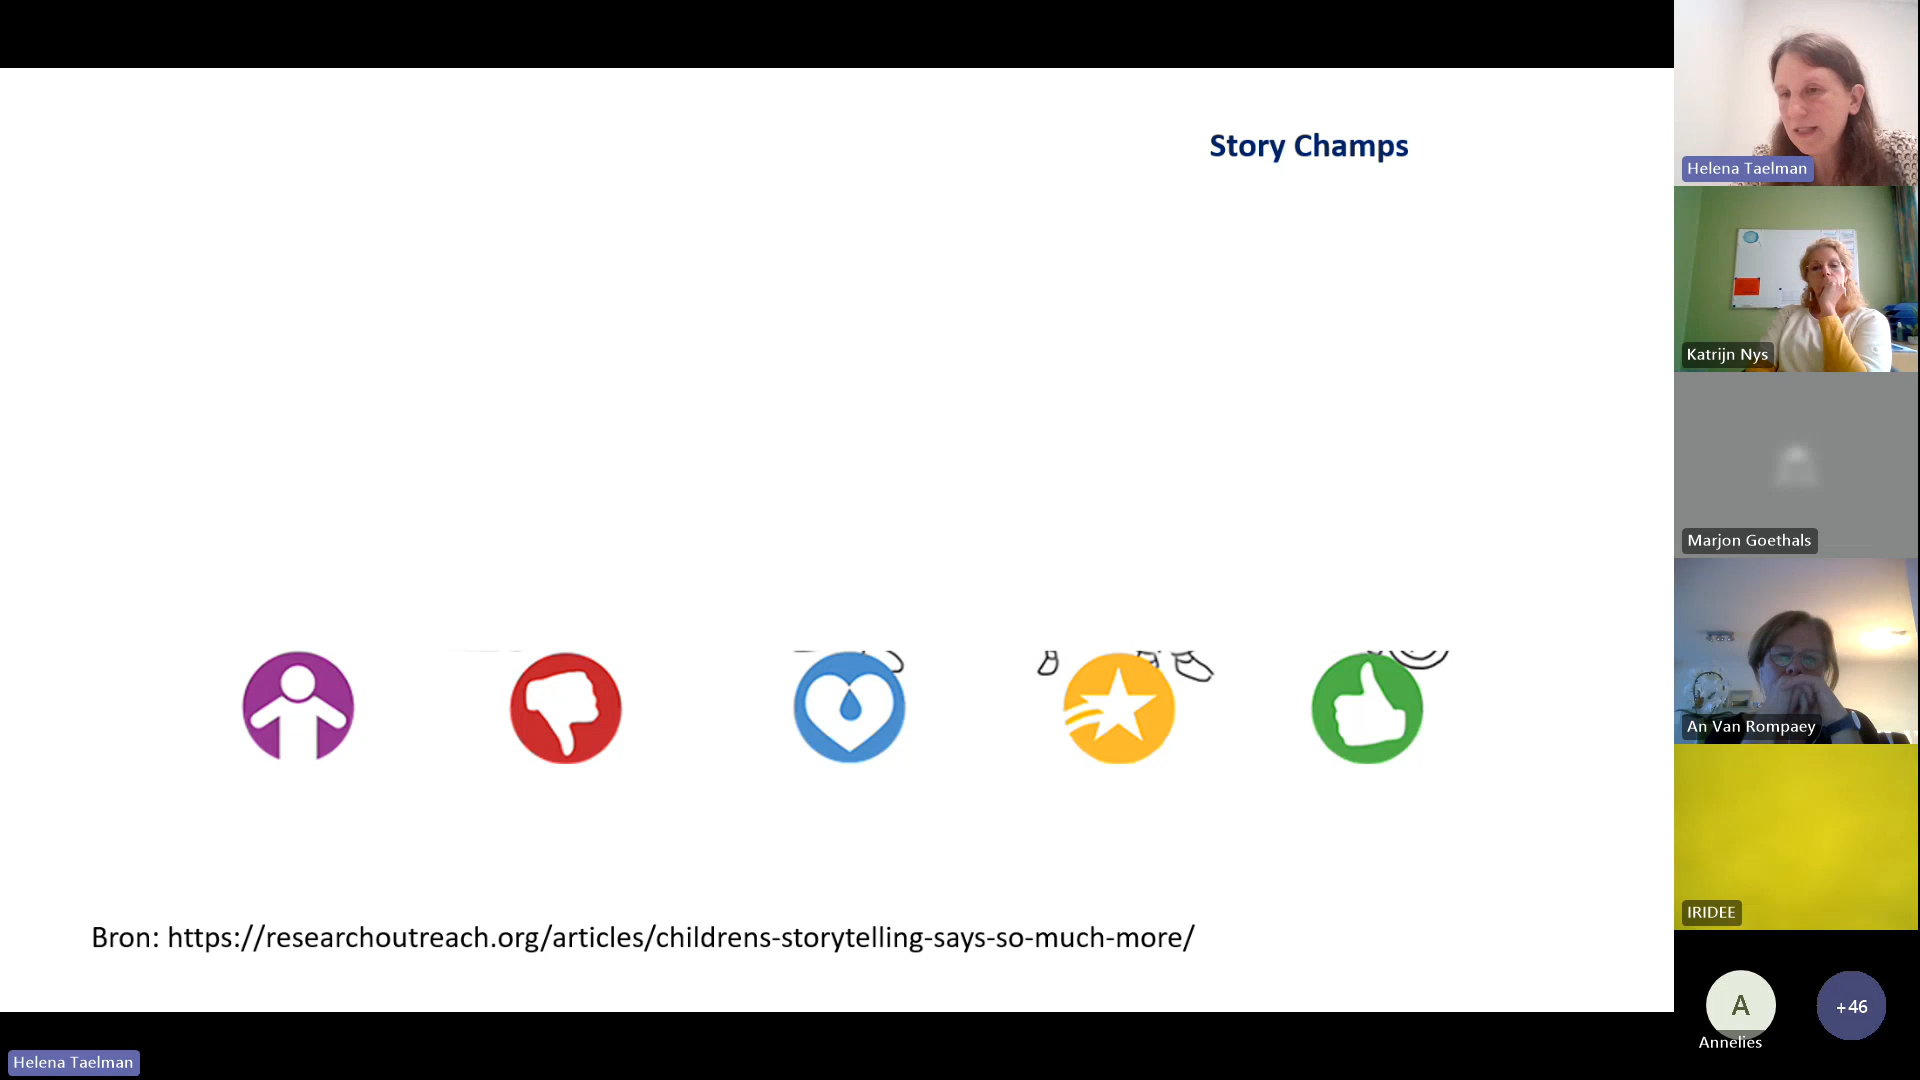 Story Champs
Bron: https://researchoutreach.org/articles/childrens-storytelling-says-so-much-more/
Helena Taelman
Katrijn Nys
Marjon Goethals
An Van Rompaey
IRIDEE
A
Annelies
+46
Helena Taelman